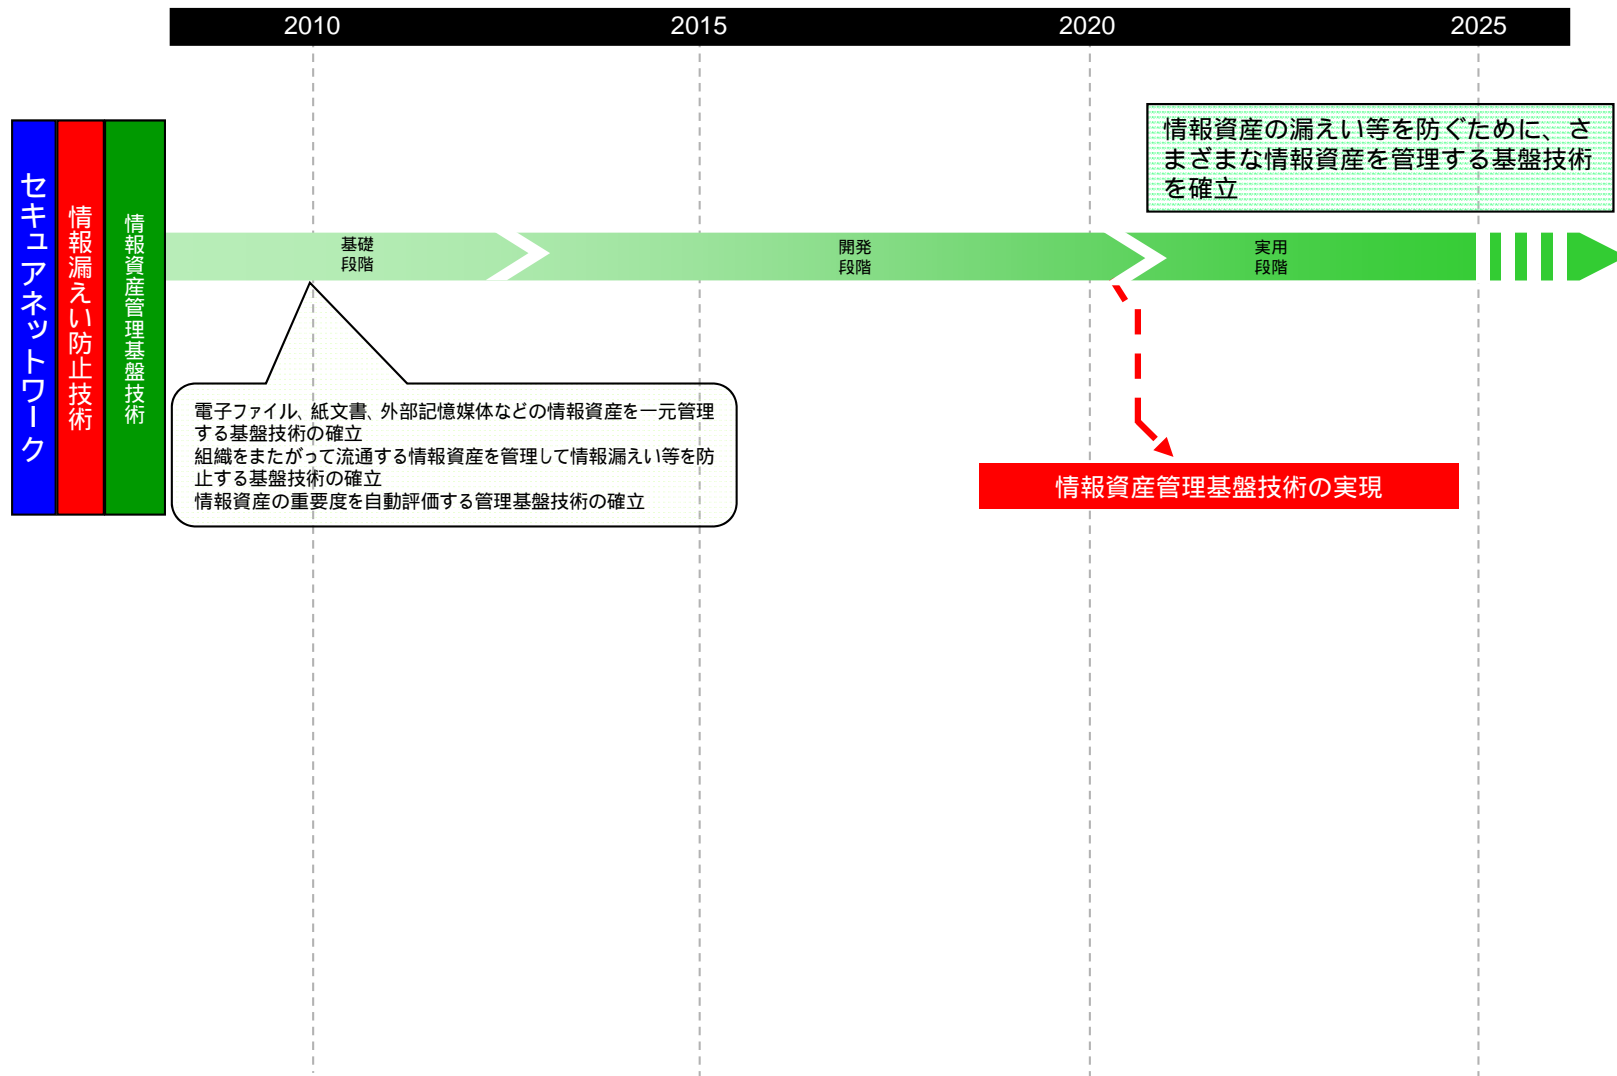 2010
2015
2020
2025
セキュアネットワーク
情報漏えい防止技術
情報資産管理基盤技術
情報資産の漏えい等を防ぐために、さ
まざまな情報資産を管理する基盤技術
を確立
基礎
段階
開発
段階
実用
段階
電子ファイル、紙文書、外部記憶媒体などの情報資産を一元管理
する基盤技術の確立
組織をまたがって流通する情報資産を管理して情報漏えい等を防
止する基盤技術の確立
情報資産の重要度を自動評価する管理基盤技術の確立
情報資産管理基盤技術の実現